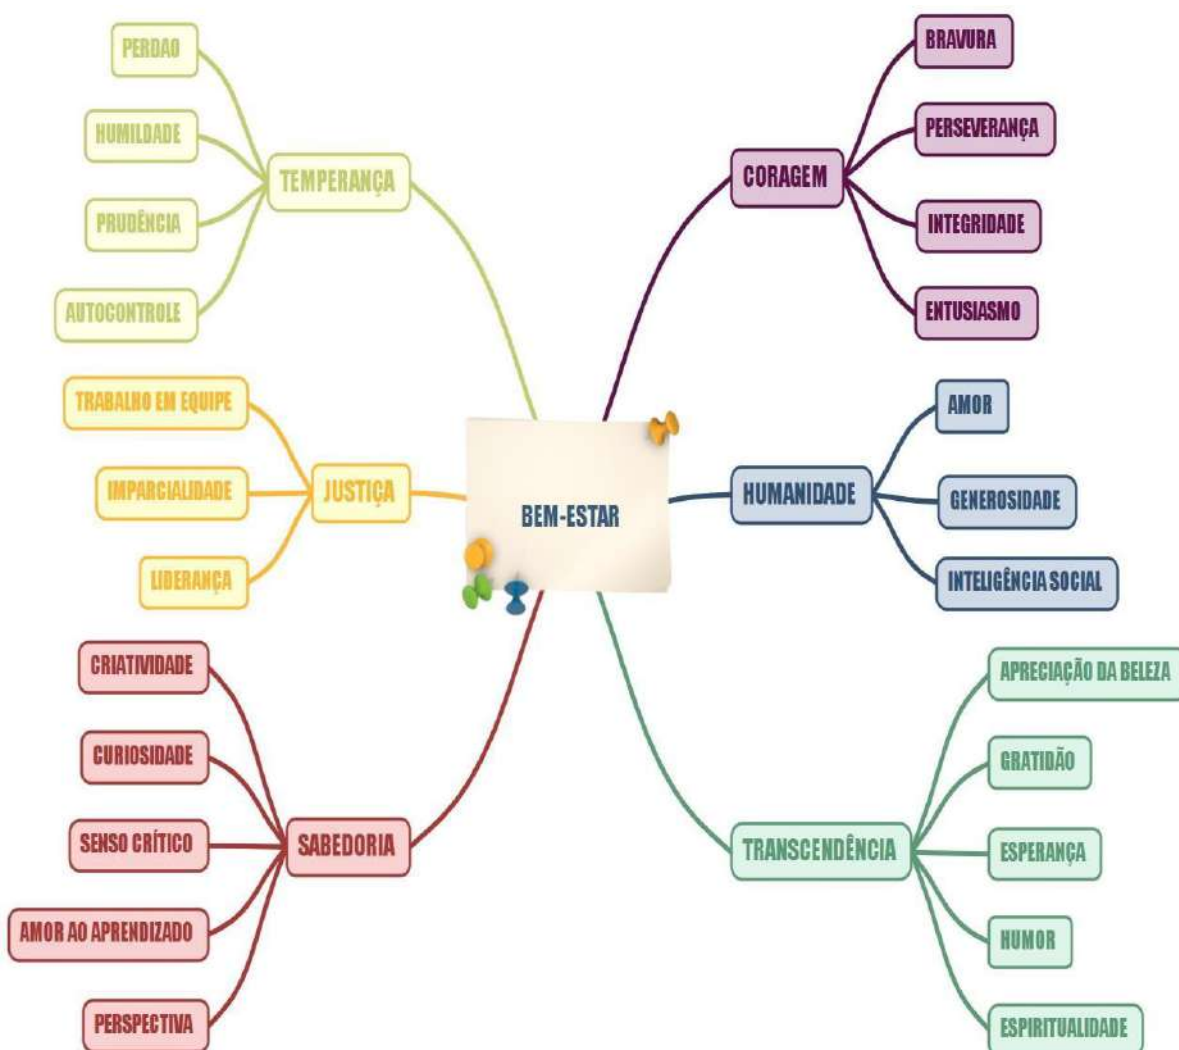 PERDAO
HUMILDADE
PRUDÊNCIA
AUTOCONTROLE
TEMPERANÇA
TRABALHO EM EQUIPE
IMPARCIALIDADE
LIDERANÇA
JUSTIÇA
CRIATIVIDADE
CURIOSIDADE
SENSO CRÍTICO
AMOR AO APRENDIZADO
PERSPECTIVA
SABEDORIA
BEM-ESTAR
CORAGEM
BRAVURA
PERSEVERANÇA
INTEGRIDADE
ENTUSIASMO
HUMANIDADE
AMOR
GENEROSIDADE
INTELIGÊNCIA SOCIAL
TRANSCENDÊNCIA
APRECIAÇÃO DA BELEZA
GRATIDÃO
ESPERANÇA
HUMOR
ESPIRITUALIDADE